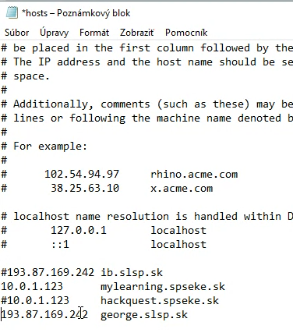 *hosts – Poznámkový blok
Súbor Úpravy Formát Zobraziť Pomocník
# be placed in the first column followed by the
# The IP address and the host name should be se
# space.
#
# Additionally, comments (such as these) may be
# lines or following the machine name denoted b
#
# For example:
#
# 102.54.94.97 rhino.acme.com
# 38.25.63.10 x.acme.com

# localhost name resolution is handled within D
# 127.0.0.1 localhost
# ::1 localhost

#193.87.169.242 ib.slsp.sk
10.0.1.123 mylearning.spseke.sk
#10.0.1.123 hackquest.spseke.sk
193.87.169.242 george.slsp.sk